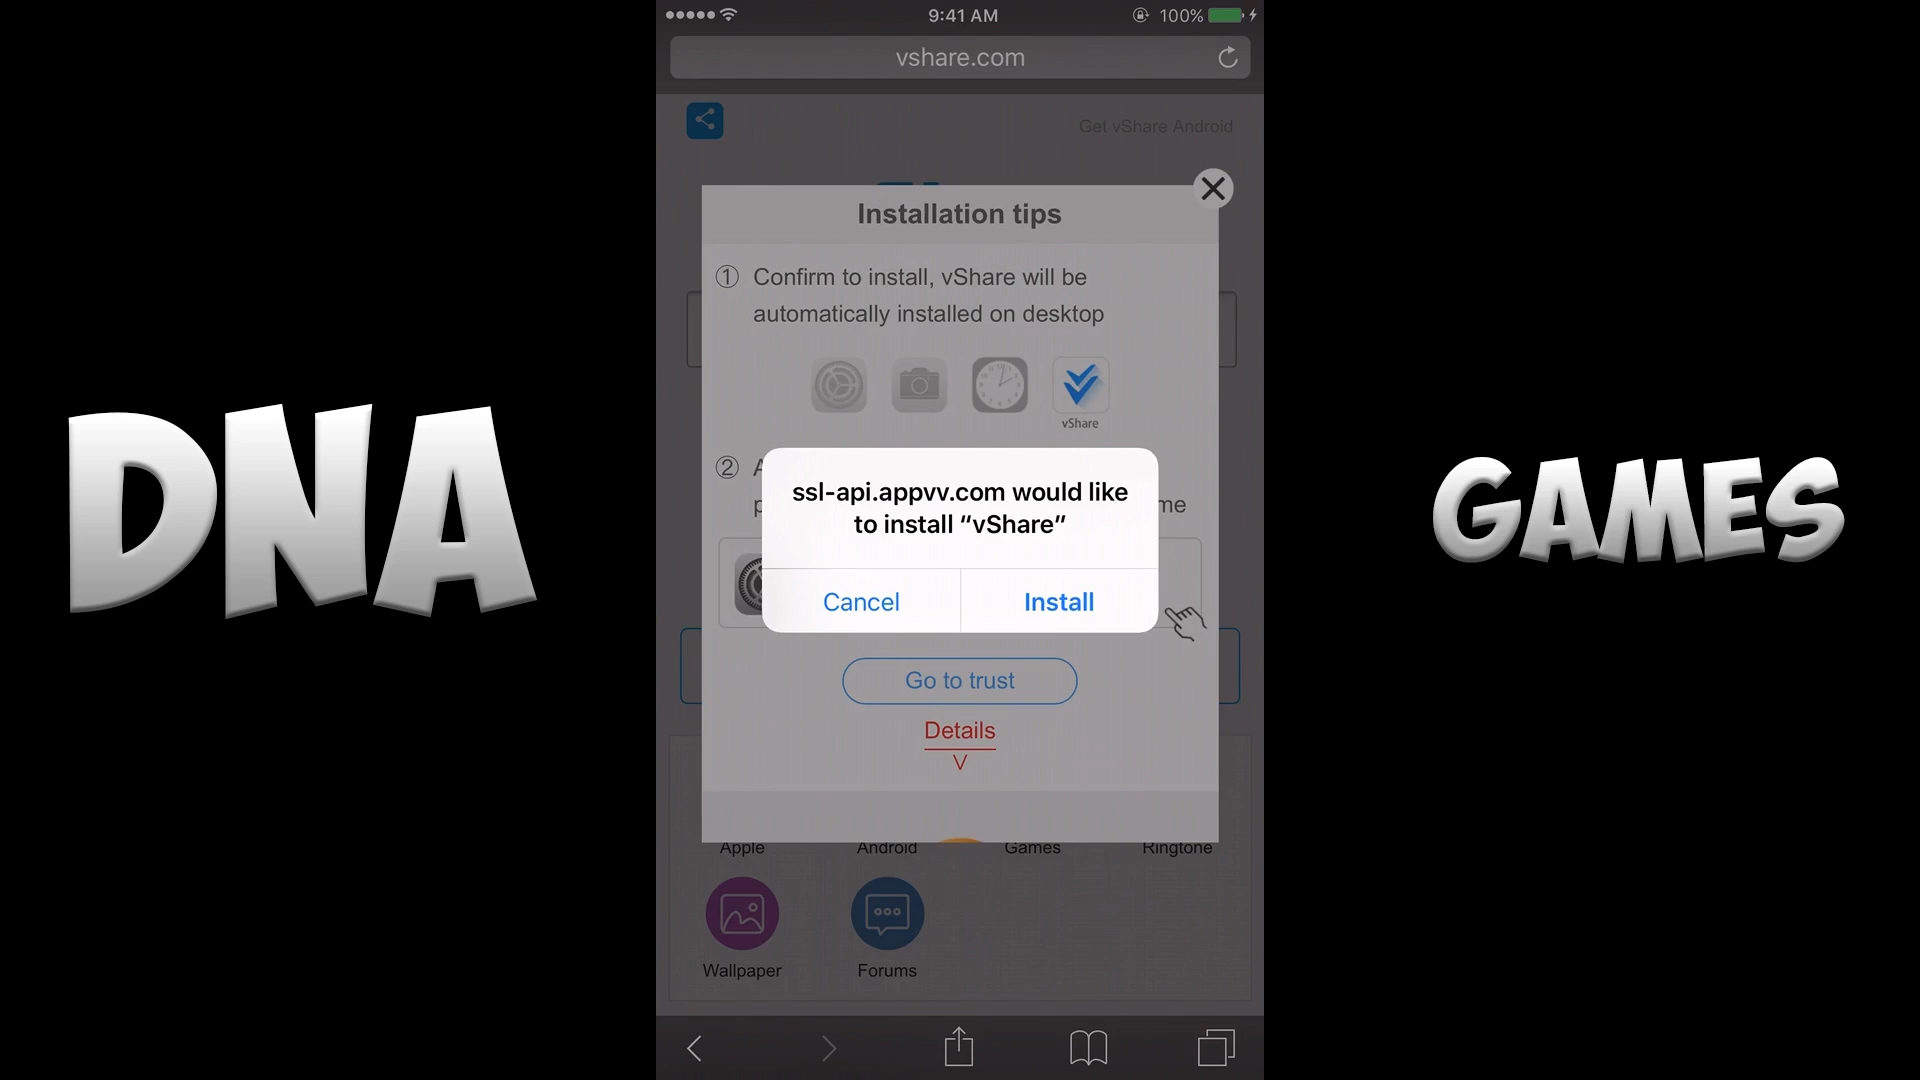 9:41 AM
100%
vshare.com
Get vShare Android
Installation tips
① Confirm to install, vShare will be
automatically installed on desktop
vShare
②
me
ssl-api.appvv.com would like
to install “vShare”
Cancel
Install
Go to trust
Details
Apple
Android
Games
Ringtone
Wallpaper
Forums
DNA
GAMES